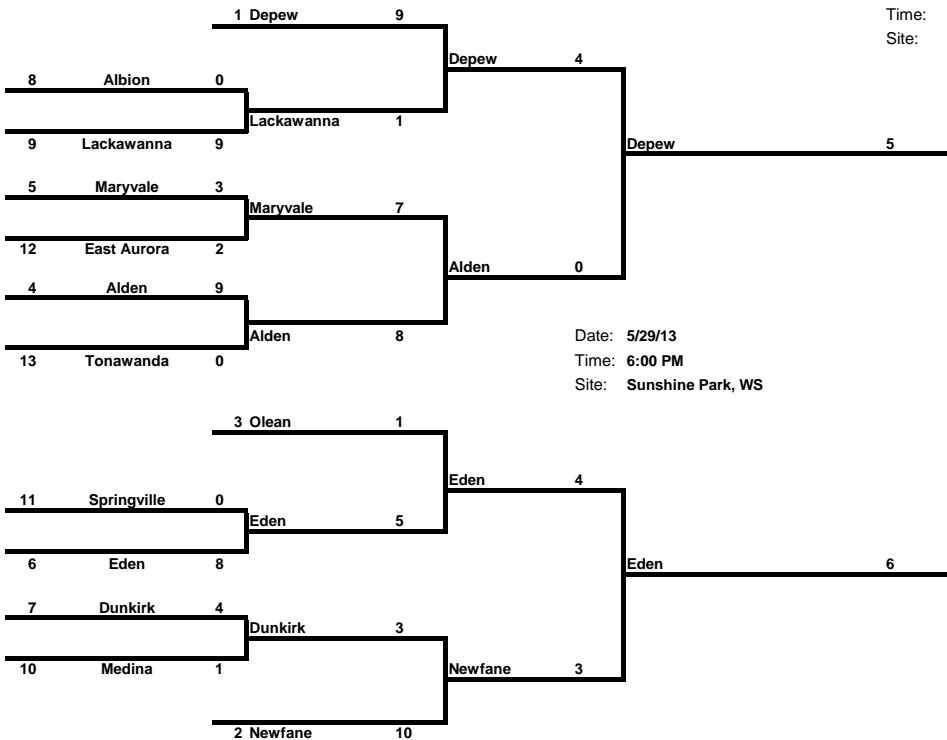 1 Depew 9
Time:
Site:
Depew 4
8 Albion 0
Lackawanna 1
9 Lackawanna 9
Depew 5
5 Maryvale 3
Maryvale 7
12 East Aurora 2
Alden 0
4 Alden 9
Alden 8
13 Tonawanda 0
Date: 5/29/13
Time: 6:00 PM
Site: Sunshine Park, WS
3 Olean 1
Eden 4
11 Springville 0
Eden 5
6 Eden 8
Eden 6
7 Dunkirk 4
Dunkirk 3
10 Medina 1
Newfane 3
2 Newfane 10